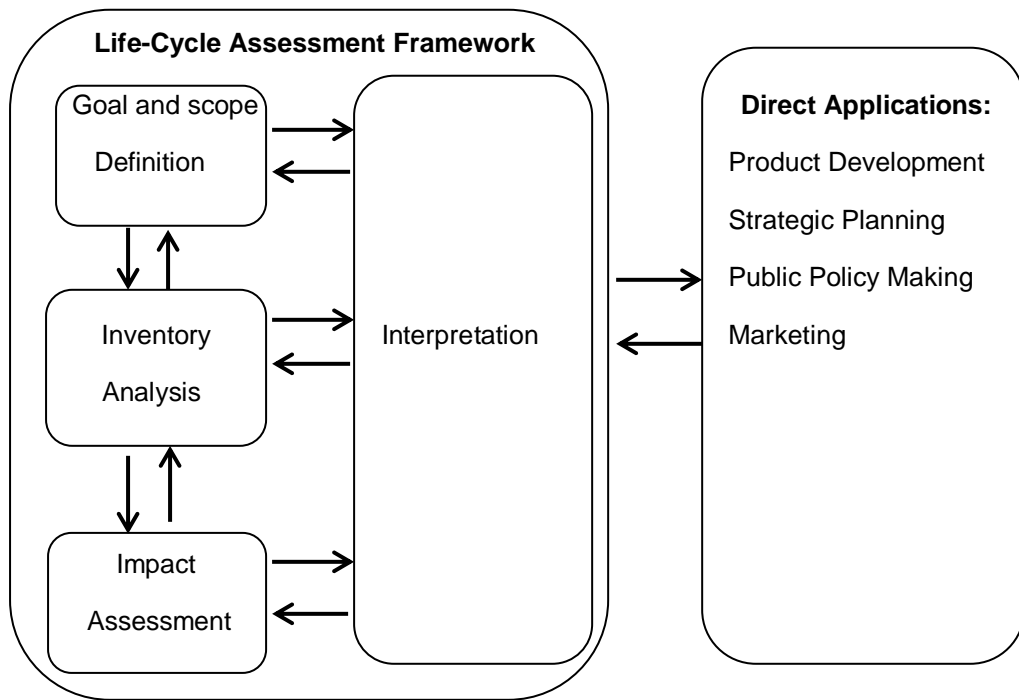 Life-Cycle Assessment Framework
Goal and scope
Definition
Inventory
Analysis
Impact
Assessment
Interpretation
Direct Applications:
Product Development
Strategic Planning
Public Policy Making
Marketing